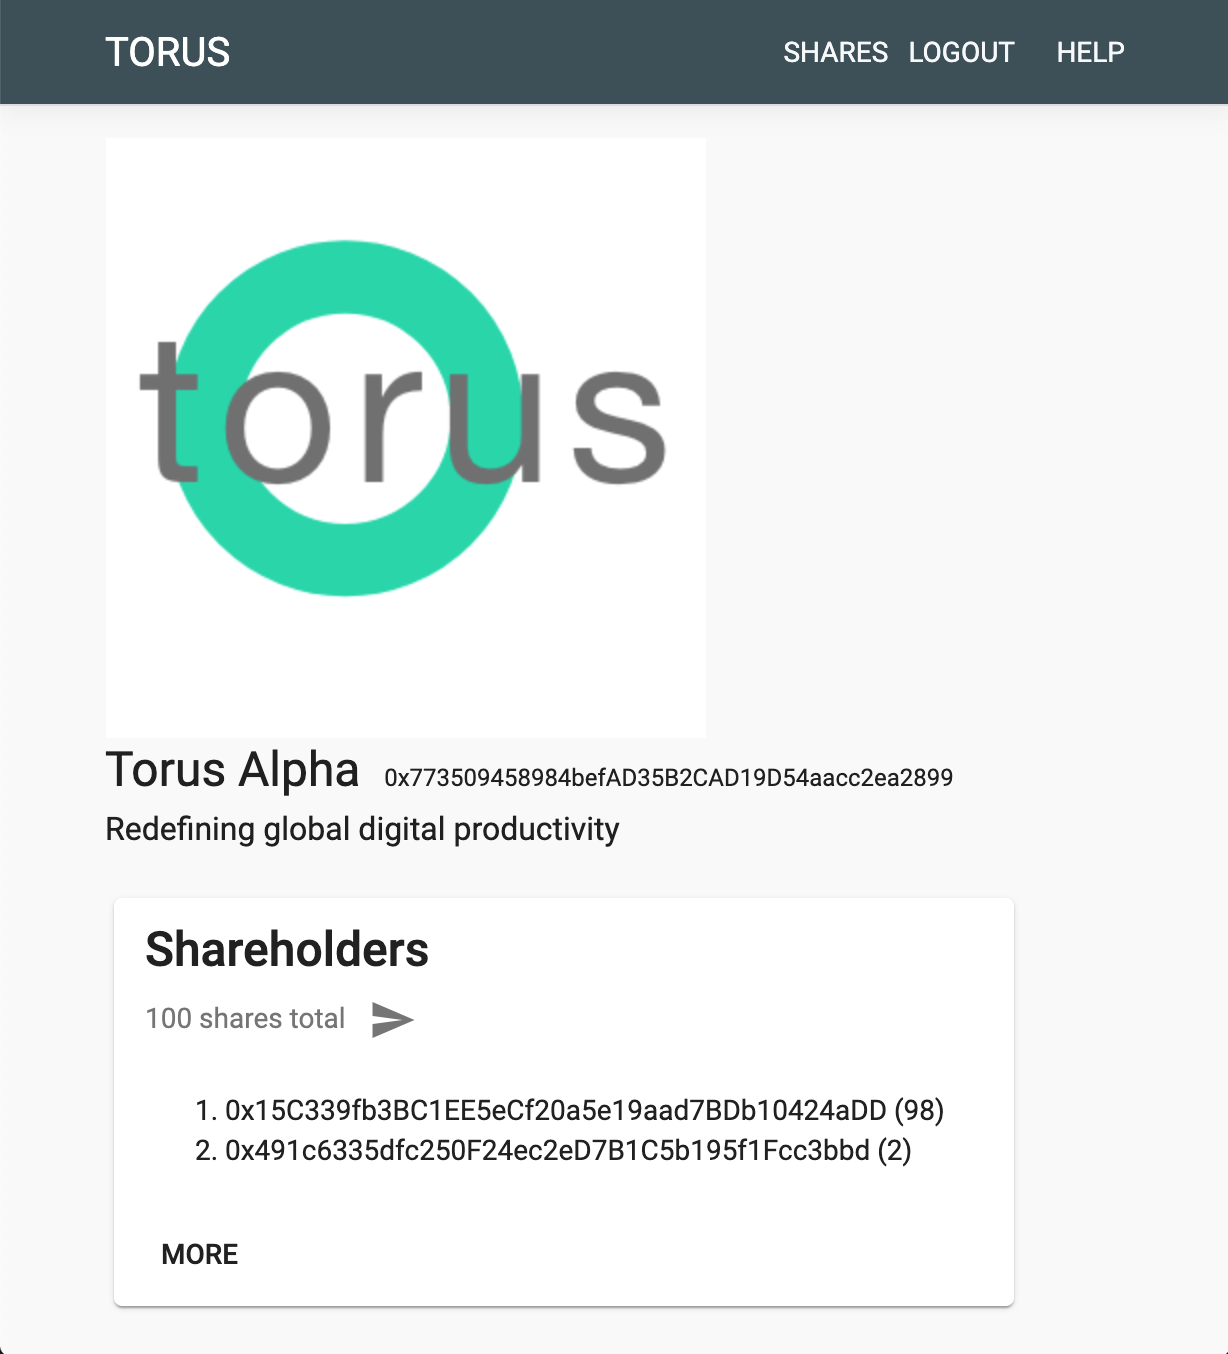 TORUS SHARES LOGOUT HELP
torus
Torus Alpha 0x773509458984befAD35B2CAD19D54aacc2ea2899
Redefining global digital productivity
Shareholders
100 shares total
1. 0x15C339fb3BC1EE5eCf20a5e19aad7BDb10424aDD (98)
2. 0x491c6335dfc250F24ec2eD7B1C5b195f1Fcc3bbd (2)
MORE